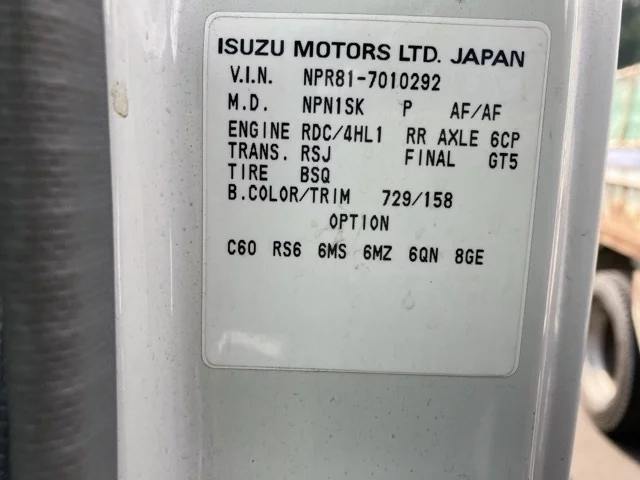 ISUZU MOTORS LTD. JAPAN
V.I.N. NPR81-7010292
M.D. NPN1SK P AF/AF
ENGINE RDC/4HL1 RR AXLE 6CP
TRANS. RSJ FINAL GT5
TIRE BSQ
B.COLOR/TRIM 729/158
OPTION
C60 RS6 6MS 6MZ 6QN 8GE